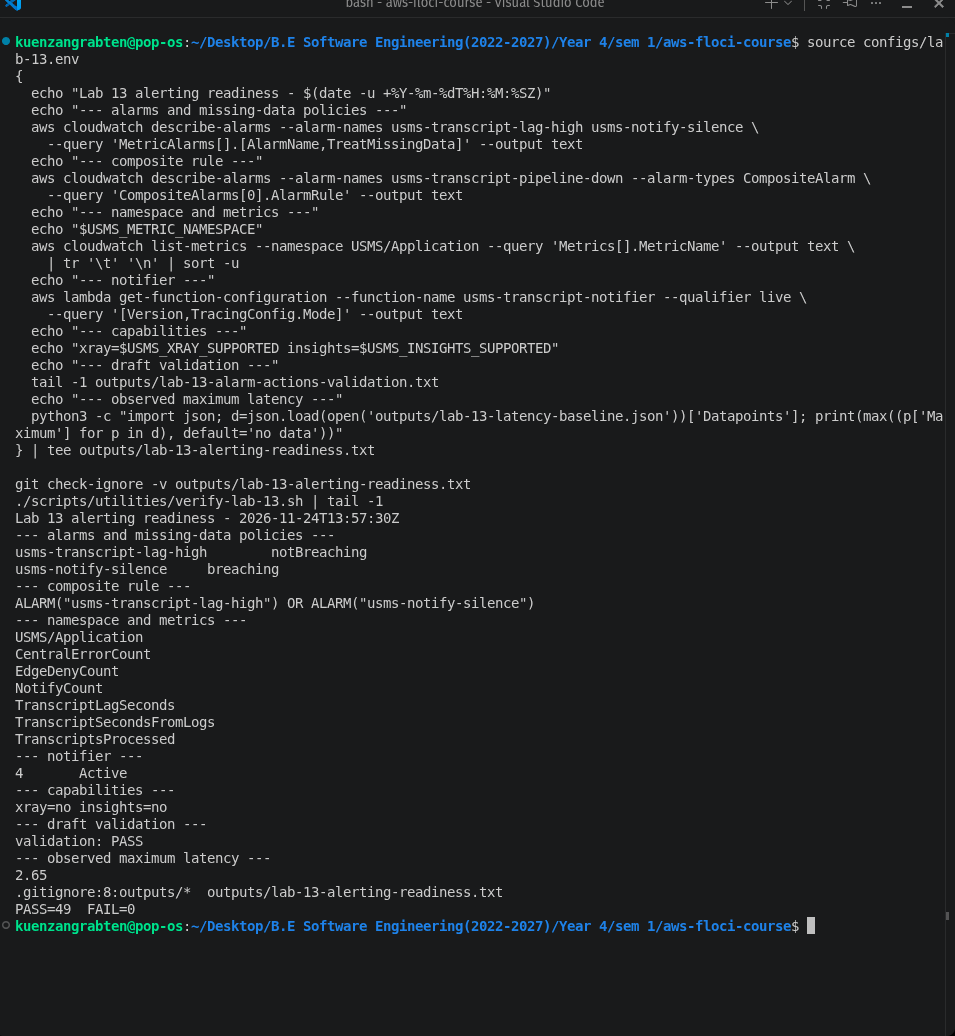 bash - aws-floci-course - Visual Studio Code
kuenzangrabten@pop-os:~/Desktop/B.E Software Engineering(2022-2027)/Year 4/sem 1/aws-floci-course$ source configs/la
b-13.env
{
  echo "Lab 13 alerting readiness - $(date -u +%Y-%m-%dT%H:%M:%SZ)"
  echo "--- alarms and missing-data policies ---"
  aws cloudwatch describe-alarms --alarm-names usms-transcript-lag-high usms-notify-silence \
    --query 'MetricAlarms[].[AlarmName,TreatMissingData]' --output text
  echo "--- composite rule ---"
  aws cloudwatch describe-alarms --alarm-names usms-transcript-pipeline-down --alarm-types CompositeAlarm \
    --query 'CompositeAlarms[0].AlarmRule' --output text
  echo "--- namespace and metrics ---"
  echo "$USMS_METRIC_NAMESPACE"
  aws cloudwatch list-metrics --namespace USMS/Application --query 'Metrics[].MetricName' --output text \
    | tr '\t' '\n' | sort -u
  echo "--- notifier ---"
  aws lambda get-function-configuration --function-name usms-transcript-notifier --qualifier live \
    --query '[Version,TracingConfig.Mode]' --output text
  echo "--- capabilities ---"
  echo "xray=$USMS_XRAY_SUPPORTED insights=$USMS_INSIGHTS_SUPPORTED"
  echo "--- draft validation ---"
  tail -1 outputs/lab-13-alarm-actions-validation.txt
  echo "--- observed maximum latency ---"
  python3 -c "import json; d=json.load(open('outputs/lab-13-latency-baseline.json'))['Datapoints']; print(max((p['Ma
ximum'] for p in d), default='no data'))"
} | tee outputs/lab-13-alerting-readiness.txt

git check-ignore -v outputs/lab-13-alerting-readiness.txt
./scripts/utilities/verify-lab-13.sh | tail -1
Lab 13 alerting readiness - 2026-11-24T13:57:30Z
--- alarms and missing-data policies ---
usms-transcript-lag-high        notBreaching
usms-notify-silence     breaching
--- composite rule ---
ALARM("usms-transcript-lag-high") OR ALARM("usms-notify-silence")
--- namespace and metrics ---
USMS/Application
CentralErrorCount
EdgeDenyCount
NotifyCount
TranscriptLagSeconds
TranscriptSecondsFromLogs
TranscriptsProcessed
--- notifier ---
4       Active
--- capabilities ---
xray=no insights=no
--- draft validation ---
validation: PASS
--- observed maximum latency ---
2.65
.gitignore:8:outputs/*  outputs/lab-13-alerting-readiness.txt
PASS=49  FAIL=0
kuenzangrabten@pop-os:~/Desktop/B.E Software Engineering(2022-2027)/Year 4/sem 1/aws-floci-course$